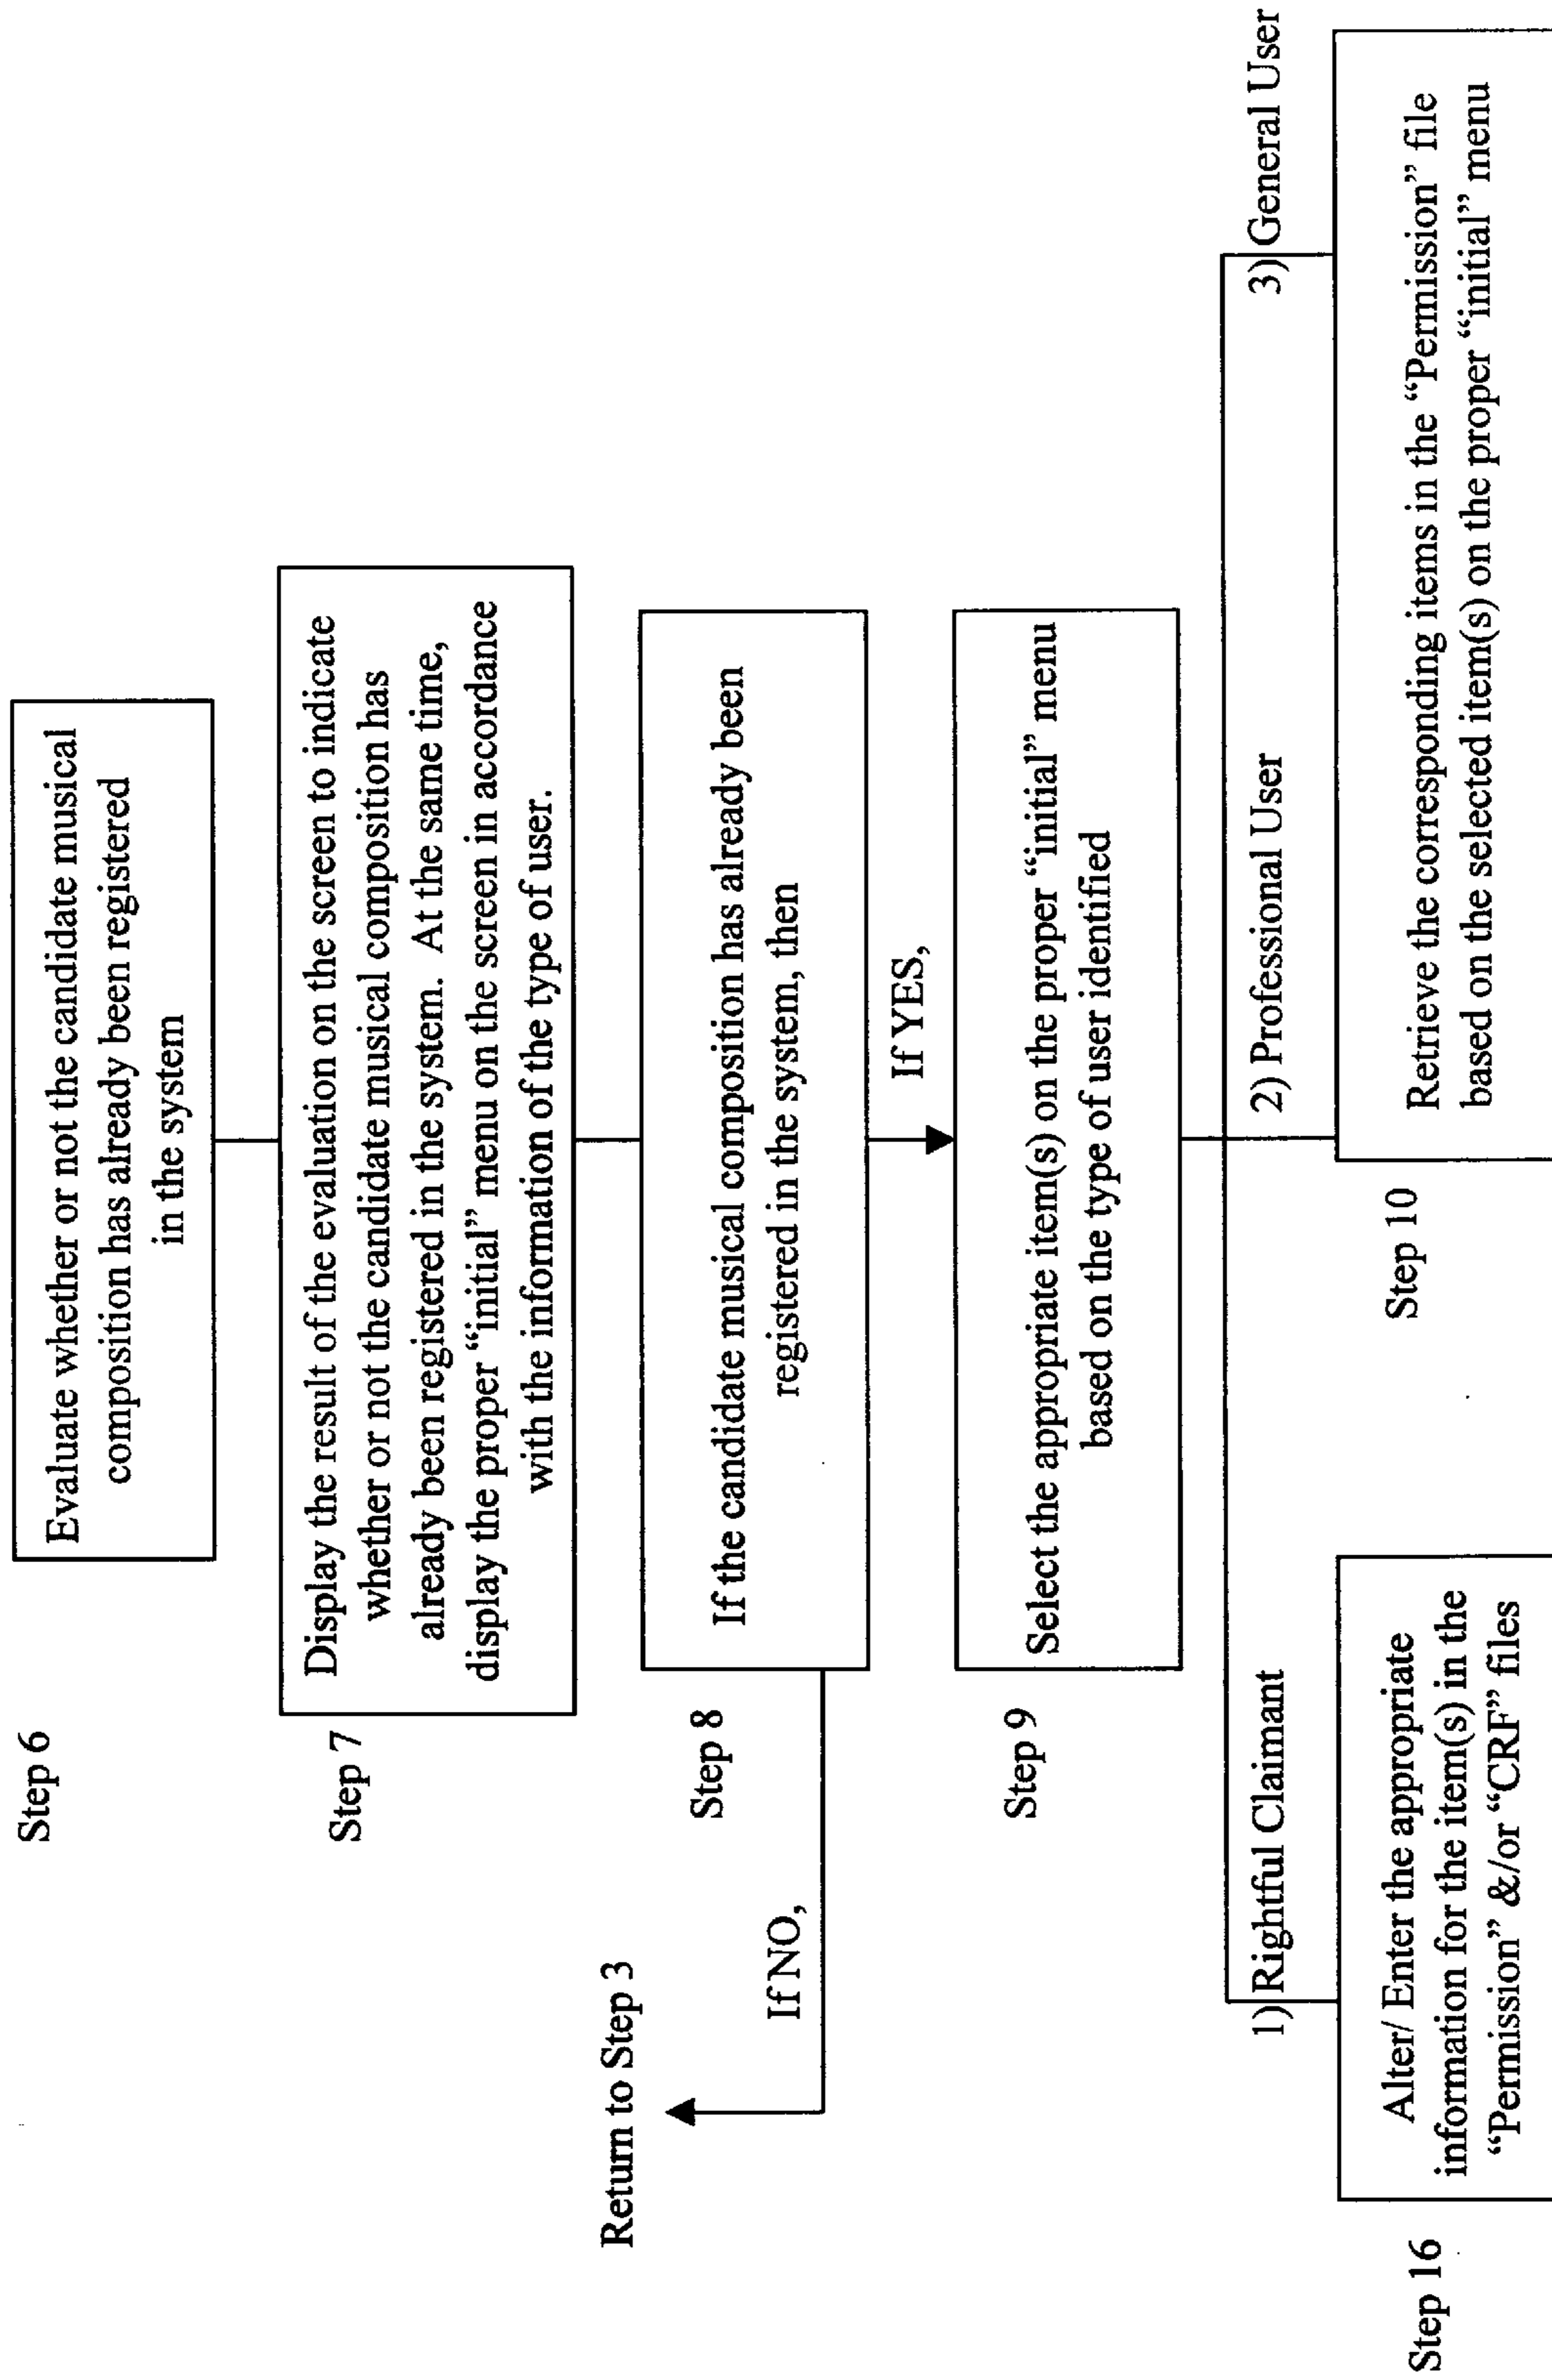 Step 6
Evaluate whether or not the candidate musical
composition has already been registered
in the system
Step 7
Display the result of the evaluation on the screen to indicate
whether or not the candidate musical composition has
already been registered in the system. At the same time,
display the proper “initial” menu on the screen in accordance
with the information of the type of user.
Return to Step 3
If NO,
Step 8
If the candidate musical composition has already been
registered in the system, then
If YES,
Step 9
Select the appropriate item(s) on the proper “initial” menu
based on the type of user identified
1) Rightful Claimant
2) Professional User
3) General User
Step 16
Alter/ Enter the appropriate
information for the item(s) in the
“Permission” &/or “CRF” files
Step 10
Retrieve the corresponding items in the “Permission” file
based on the selected item(s) on the proper “initial” menu